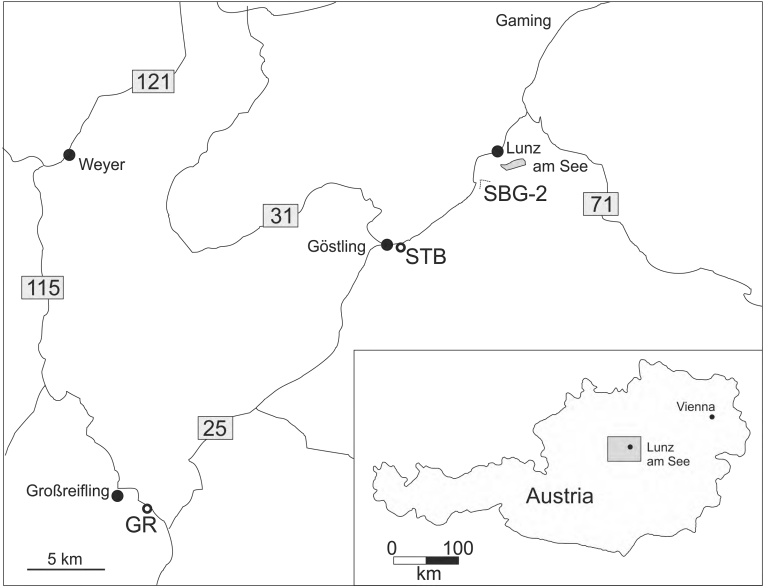 Gaming
121
Weyer
Lunz
am See
SBG-2
71
31
Göstling
STB
115
25
Großreifling
GR
5 km
Vienna
Lunz
am See
Austria
0 100
km